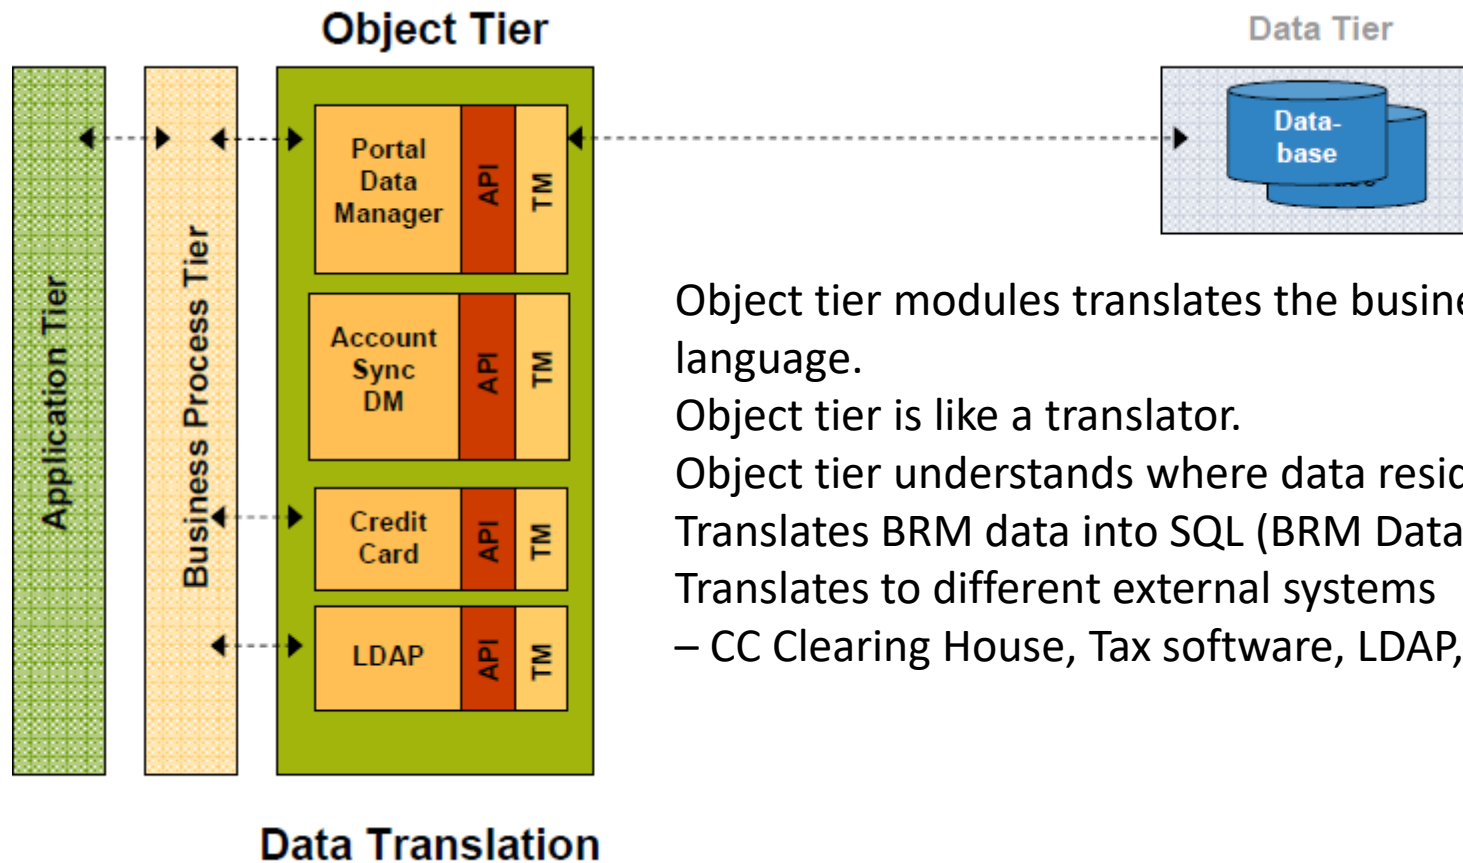 Object Tier
Data Tier
Application Tier
Business Process Tier
Portal
Data
Manager
API
TM
Data-
base
Account
Sync
DM
API
TM
Credit
Card
API
TM
LDAP
API
TM
Object tier modules translates the
language.
Object tier is like a translator.
Object tier understands where data
Translates BRM data into SQL (BRM Data
Translates to different external systems
– CC Clearing House, Tax software, LDAP,
Data Translation